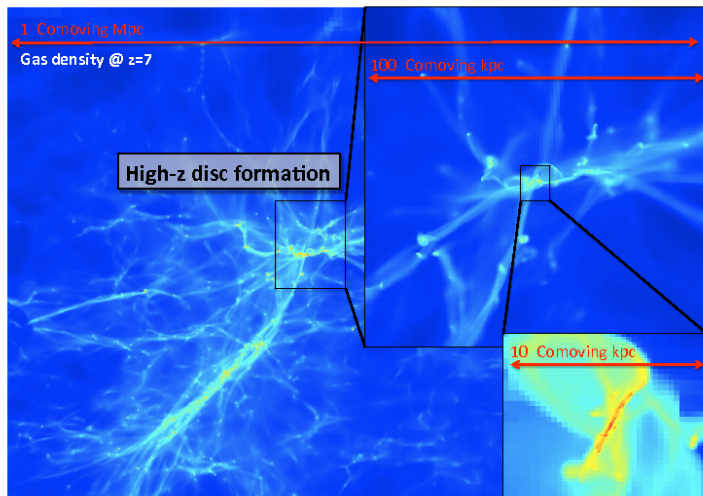 1 Comoving Mpc
Gas density @ z=7
100 Comoving kpc
High-z disc formation
10 Comoving kpc